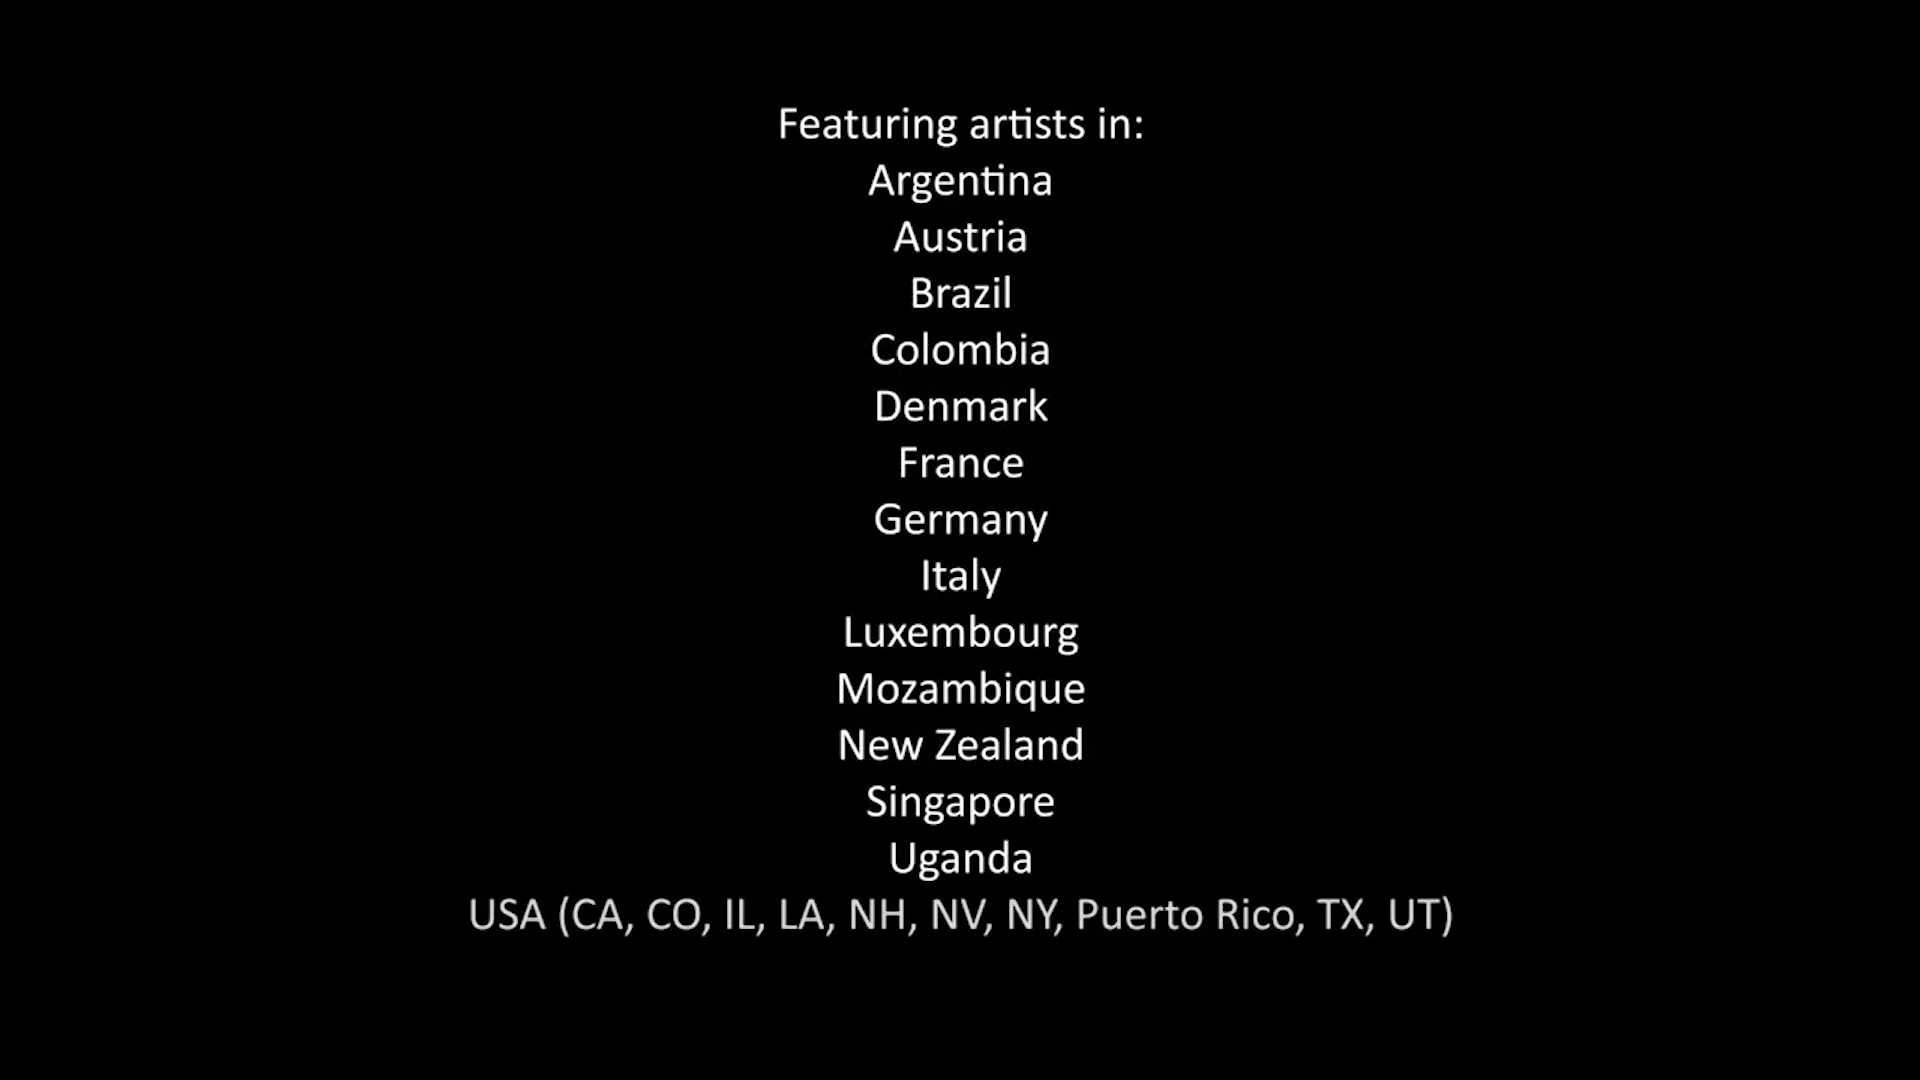 Featuring artists in:
Argentina
Austria
Brazil
Colombia
Denmark
France
Germany
Italy
Luxembourg
Mozambique
New Zealand
Singapore
Uganda
USA (CA, CO, IL, LA, NH, NV, NY, Puerto Rico, TX, UT)